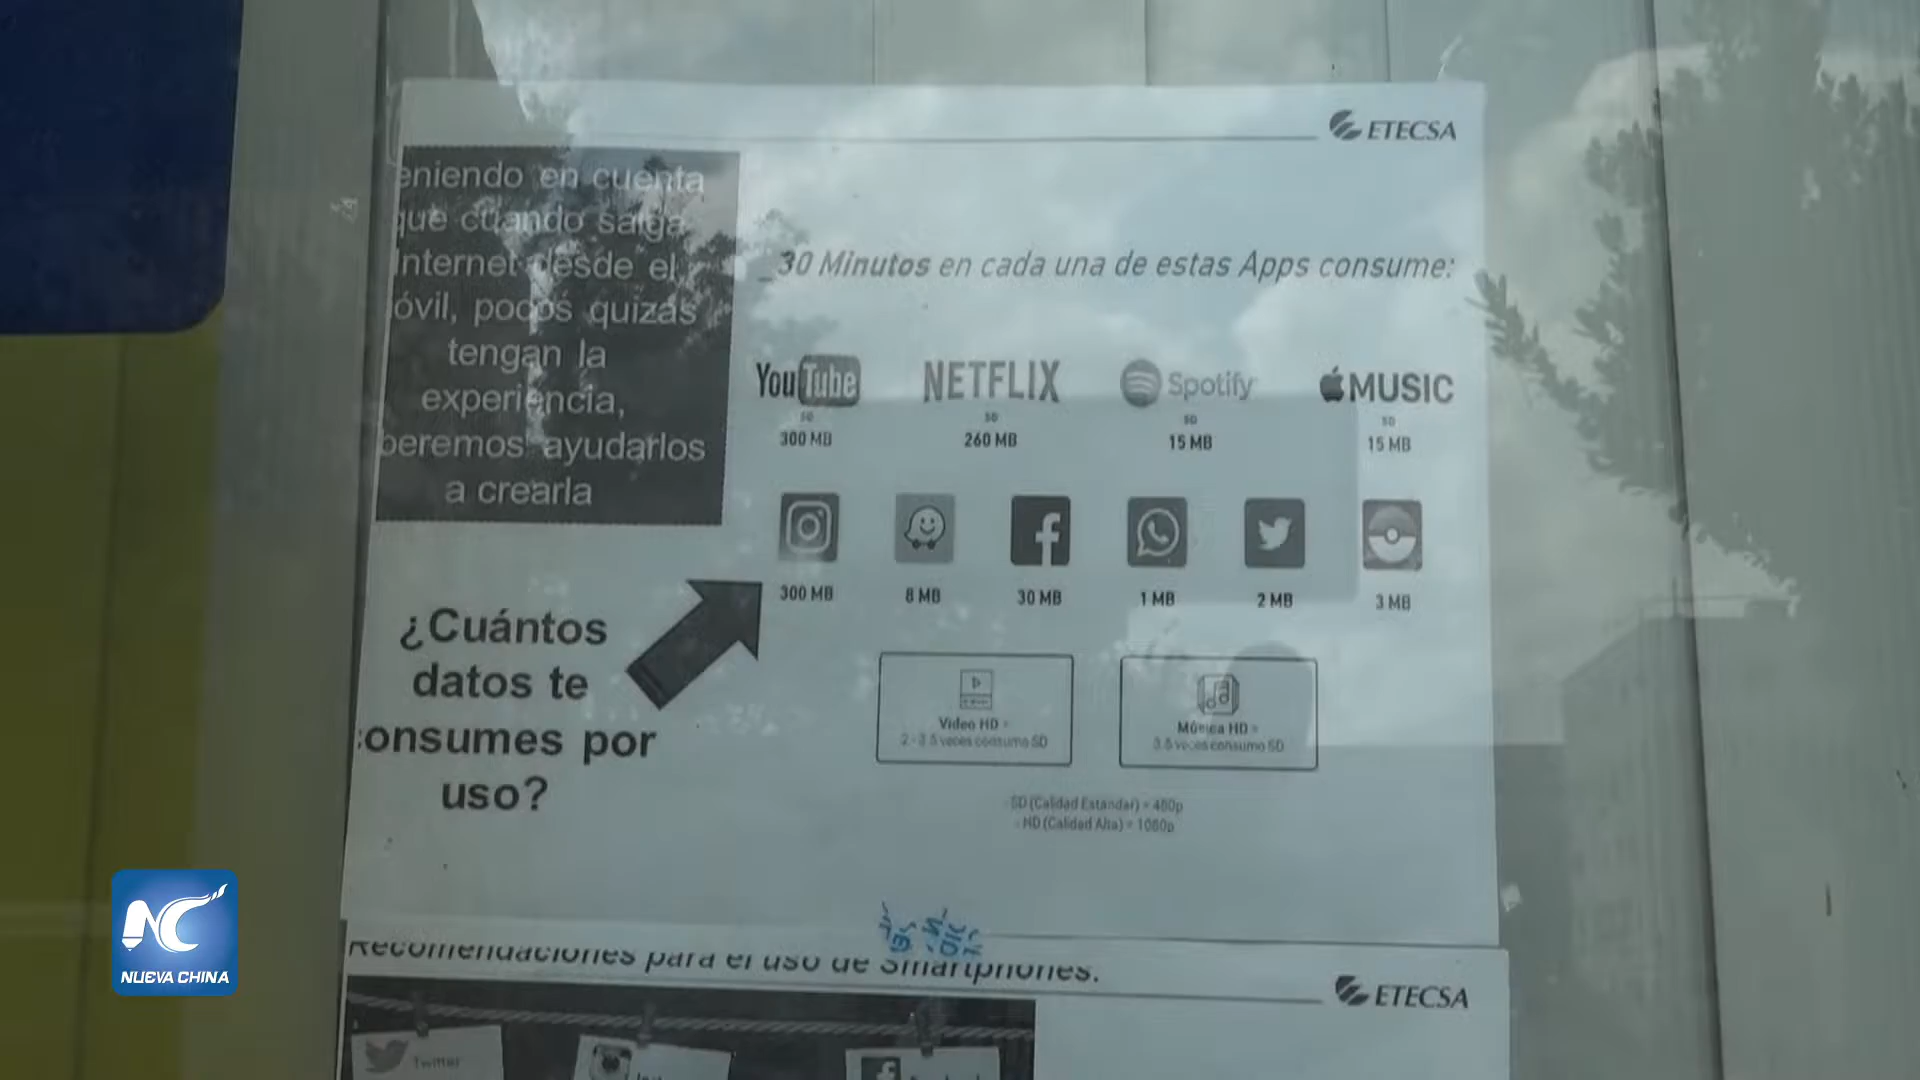 ETECSA
eniendo en cuenta
que cuando salga
Internet desde el
óvil, pocos quizás
tengan la
experiencia,
beremos ayudarlos
a crearla
30 Minutos en cada una de estas Apps consume:
YouTube
SD
300 MB
NETFLIX
SD
260 MB
Spotify
SD
15 MB
MUSIC
SD
15 MB
300 MB
8 MB
30 MB
1 MB
2 MB
3 MB
¿Cuántos
datos te
consumes por
uso?
Video HD =
2 - 3.5 veces consumo SD
Música HD =
3.5 veces consumo SD
SD (Calidad Estándar) = 480p
HD (Calidad Alta) = 1080p
Recomendaciones para el uso de Smartphones.
ETECSA
Twitter
NC
NUEVA CHINA